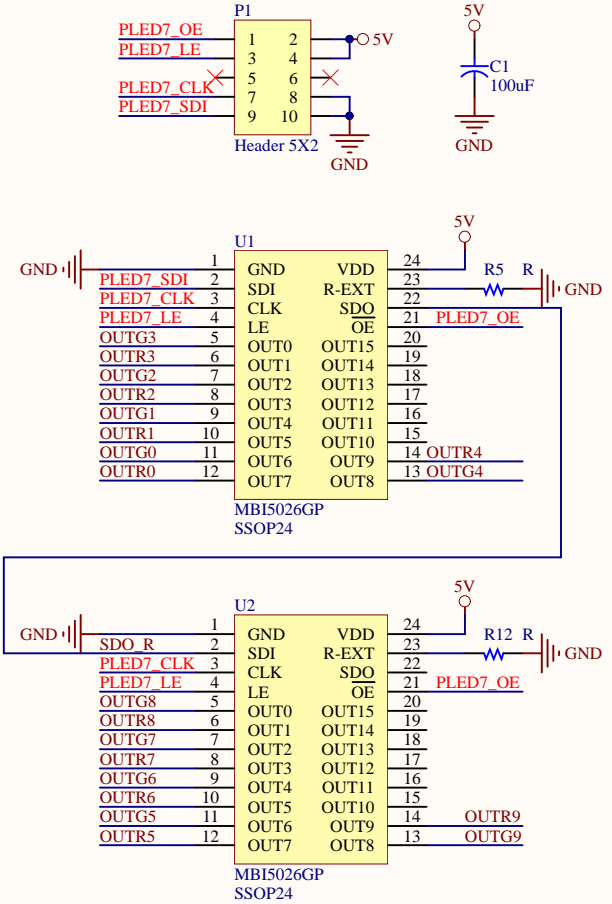 P1
5V
PLED7_OE 1 2 5V
PLED7_LE 3 4
5 6
PLED7_CLK 7 8
PLED7_SDI 9 10
Header 5X2
GND
C1
100uF
GND
U1
5V
GND 1 GND VDD 24
PLED7_SDI 2 SDI R-EXT 23 R5 R GND
PLED7_CLK 3 CLK SDO 22
PLED7_LE 4 LE OE 21 PLED7_OE
OUTG3 5 OUT0 OUT15 20
OUTR3 6 OUT1 OUT14 19
OUTG2 7 OUT2 OUT13 18
OUTR2 8 OUT3 OUT12 17
OUTG1 9 OUT4 OUT11 16
OUTR1 10 OUT5 OUT10 15
OUTG0 11 OUT6 OUT9 14 OUTR4
OUTR0 12 OUT7 OUT8 13 OUTG4
MBI5026GP
SSOP24
U2
5V
GND 1 GND VDD 24
SDO_R 2 SDI R-EXT 23 R12 R GND
PLED7_CLK 3 CLK SDO 22
PLED7_LE 4 LE OE 21 PLED7_OE
OUTG8 5 OUT0 OUT15 20
OUTR8 6 OUT1 OUT14 19
OUTG7 7 OUT2 OUT13 18
OUTR7 8 OUT3 OUT12 17
OUTG6 9 OUT4 OUT11 16
OUTR6 10 OUT5 OUT10 15
OUTG5 11 OUT6 OUT9 14 OUTR9
OUTR5 12 OUT7 OUT8 13 OUTG9
MBI5026GP
SSOP24